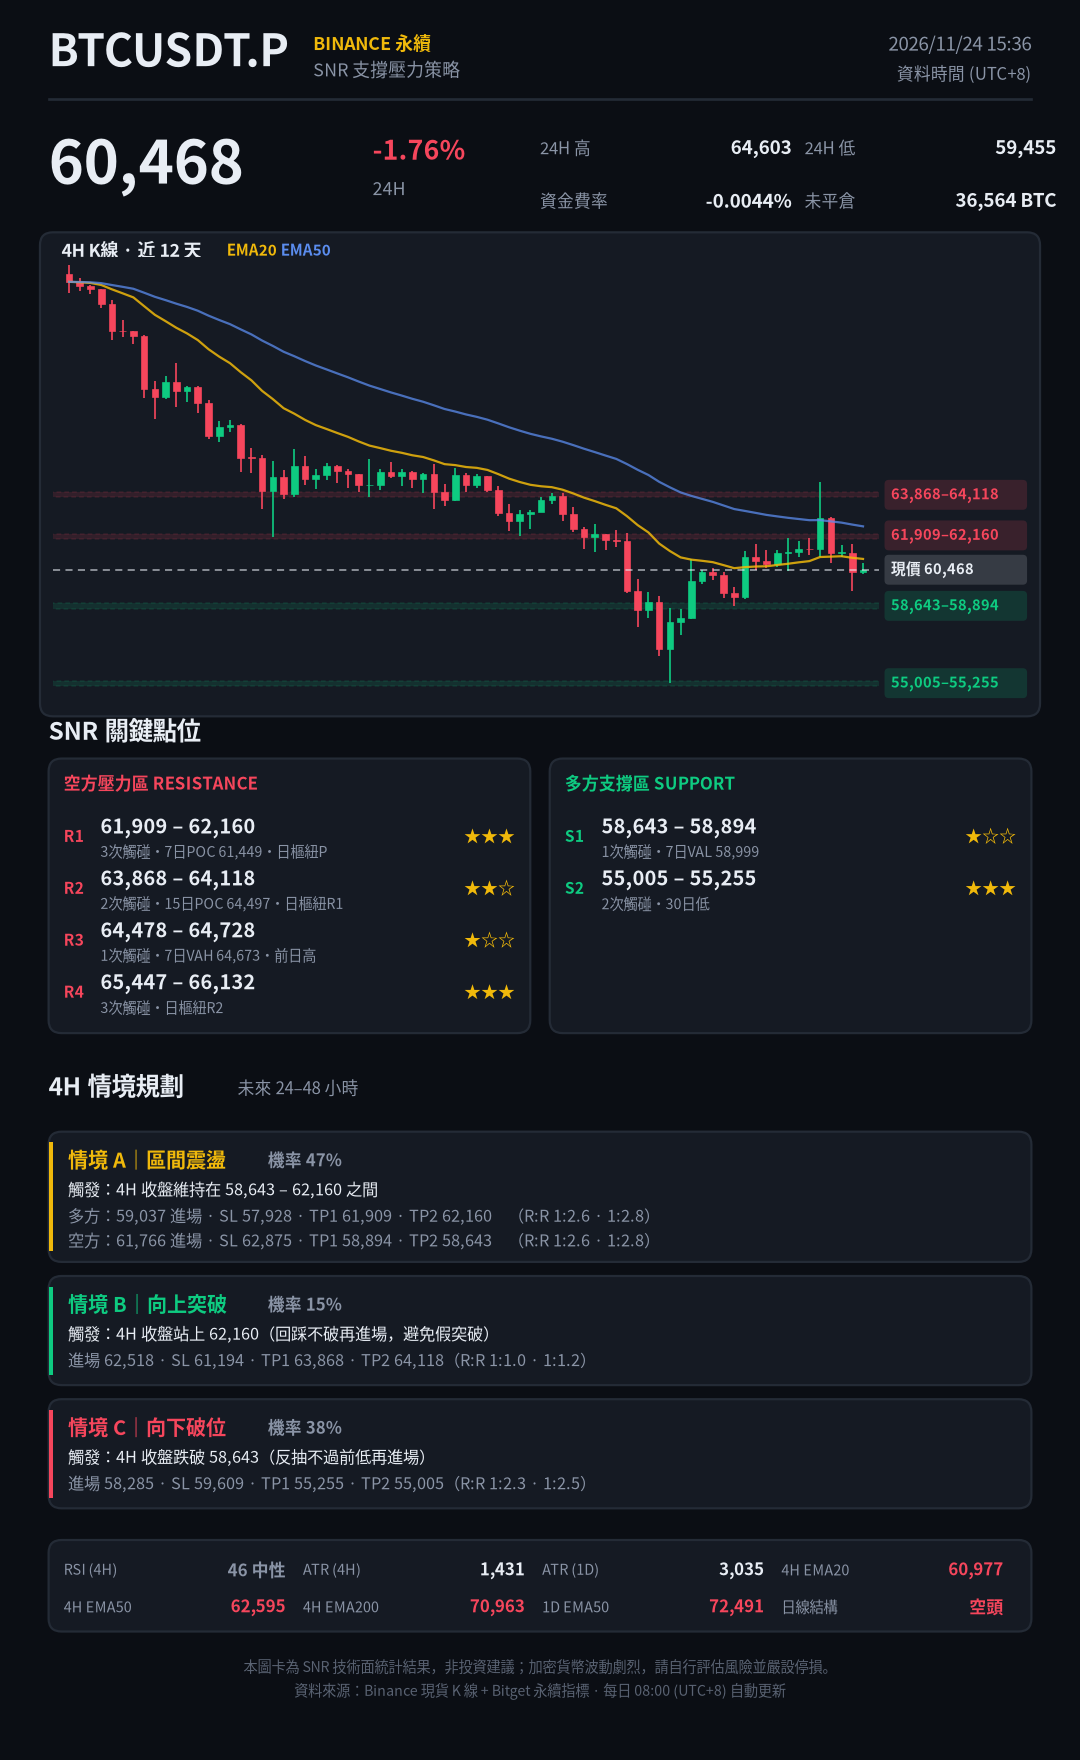 BTCUSDT.P
BINANCE 永續
SNR 支撐壓力策略
2026/11/24 15:36
資料時間 (UTC+8)
60,468
-1.76%
24H
24H 高 64,603 24H 低 59,455
資金費率 -0.0044% 未平倉 36,564 BTC
4H K線 · 近 12 天 EMA20 EMA50
63,868–64,118
61,909–62,160
現價 60,468
58,643–58,894
55,005–55,255
SNR 關鍵點位
空方壓力區 RESISTANCE
R1 61,909 – 62,160 ★★★
3次觸碰・7日POC 61,449・日樞紐P
R2 63,868 – 64,118 ★★☆
2次觸碰・15日POC 64,497・日樞紐R1
R3 64,478 – 64,728 ★☆☆
1次觸碰・7日VAH 64,673・前日高
R4 65,447 – 66,132 ★★★
3次觸碰・日樞紐R2
多方支撐區 SUPPORT
S1 58,643 – 58,894 ★☆☆
1次觸碰・7日VAL 58,999
S2 55,005 – 55,255 ★★★
2次觸碰・30日低
4H 情境規劃 未來 24–48 小時
情境 A｜區間震盪 機率 47%
觸發：4H 收盤維持在 58,643 – 62,160 之間
多方：59,037 進場 · SL 57,928 · TP1 61,909 · TP2 62,160 （R:R 1:2.6 · 1:2.8）
空方：61,766 進場 · SL 62,875 · TP1 58,894 · TP2 58,643 （R:R 1:2.6 · 1:2.8）
情境 B｜向上突破 機率 15%
觸發：4H 收盤站上 62,160（回踩不破再進場，避免假突破）
進場 62,518 · SL 61,194 · TP1 63,868 · TP2 64,118（R:R 1:1.0 · 1:1.2）
情境 C｜向下破位 機率 38%
觸發：4H 收盤跌破 58,643（反抽不過前低再進場）
進場 58,285 · SL 59,609 · TP1 55,255 · TP2 55,005（R:R 1:2.3 · 1:2.5）
RSI (4H) 46 中性 ATR (4H) 1,431 ATR (1D) 3,035 4H EMA20 60,977
4H EMA50 62,595 4H EMA200 70,963 1D EMA50 72,491 日線結構 空頭
本圖卡為 SNR 技術面統計結果，非投資建議；加密貨幣波動劇烈，請自行評估風險並嚴設停損。
資料來源：Binance 現貨 K 線 + Bitget 永續指標 · 每日 08:00 (UTC+8) 自動更新